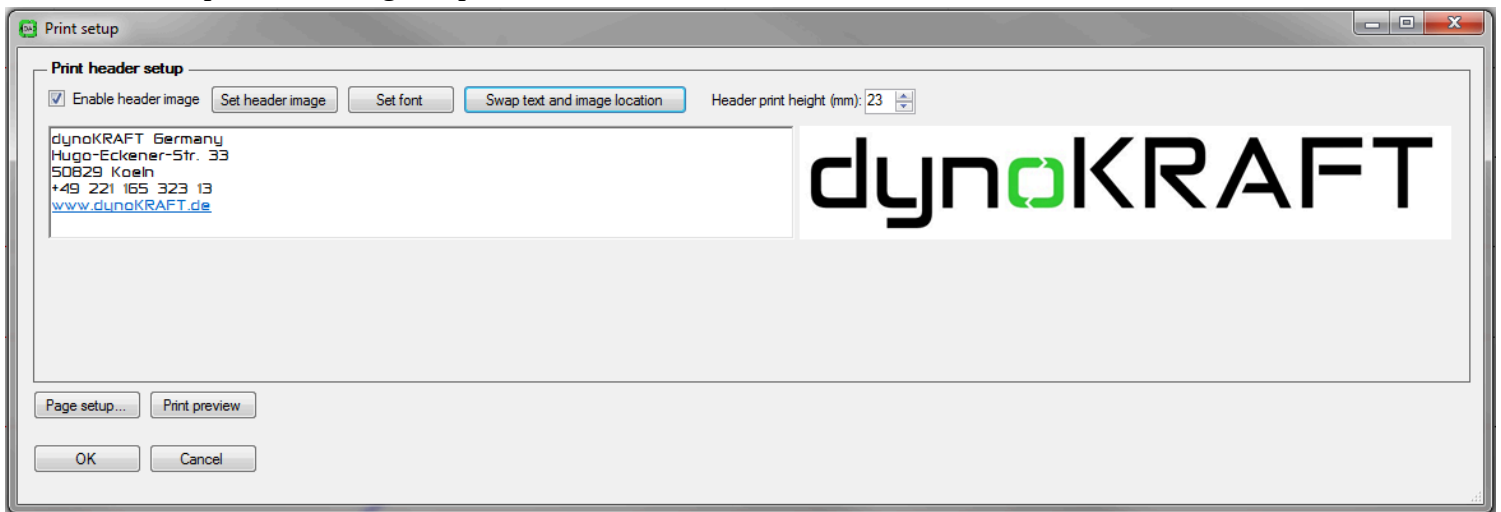 Print setup
Print header setup
Enable header image Set header image Set font Swap text and image location Header print height (mm): 23
dynoKRAFT Germany
Hugo-Eckener-Str. 33
50829 Koeln
+49 221 165 323 13
www.dynoKRAFT.de
dynoKRAFT
Page setup... Print preview
OK Cancel